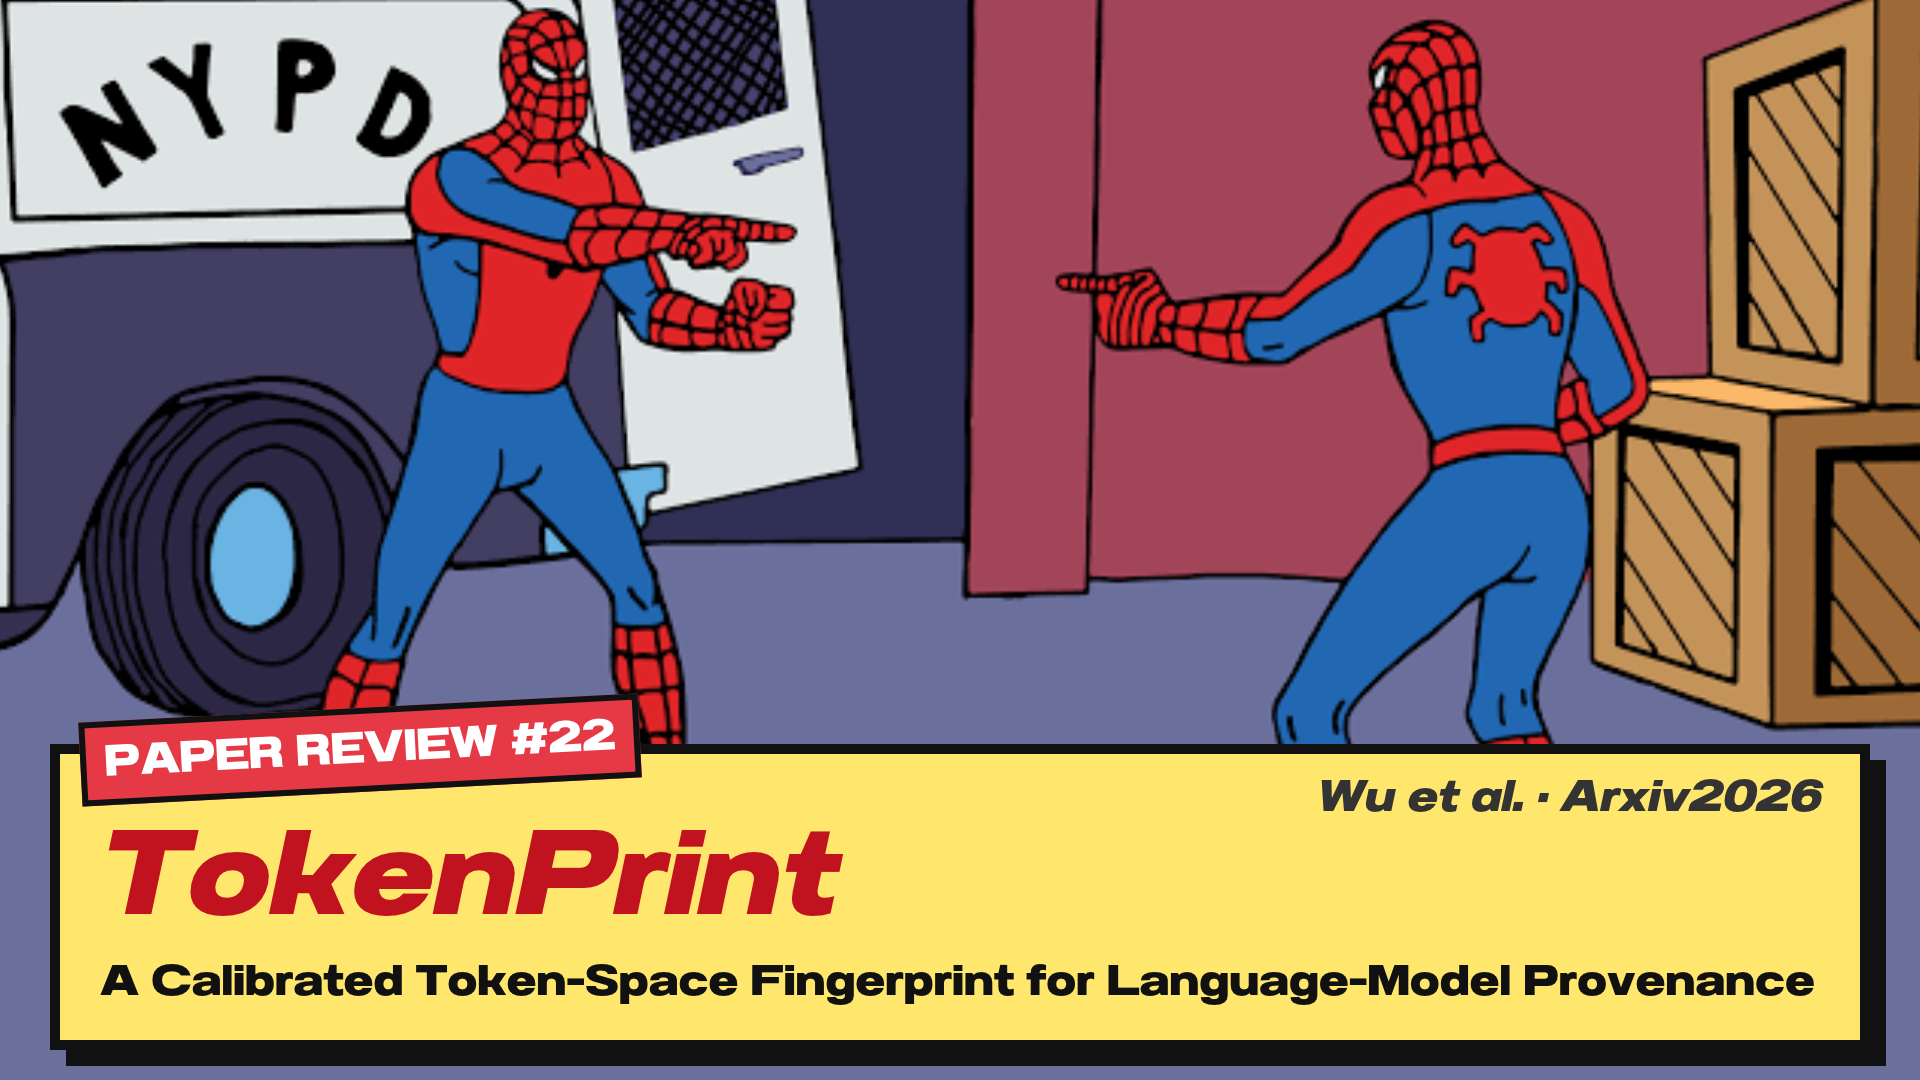 NYPD
PAPER REVIEW #22
Wu et al. · Arxiv2026
TokenPrint
A Calibrated Token-Space Fingerprint for Language-Model Provenance